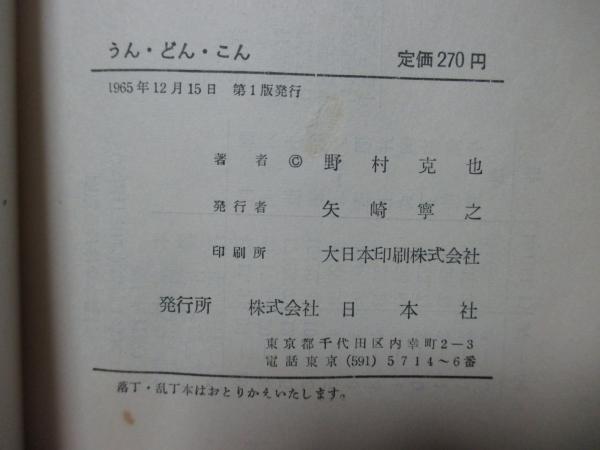 うん・どん・こん 定価270円
1965年12月15日 第1版発行
著者 © 野村克也
発行者 矢崎寧之
印刷所 大日本印刷株式会社
発行所 株式会社 日本社
東京都千代田区内幸町2－3
電話東京(591)5714～6番
落丁・乱丁本はおとりかえいたします。